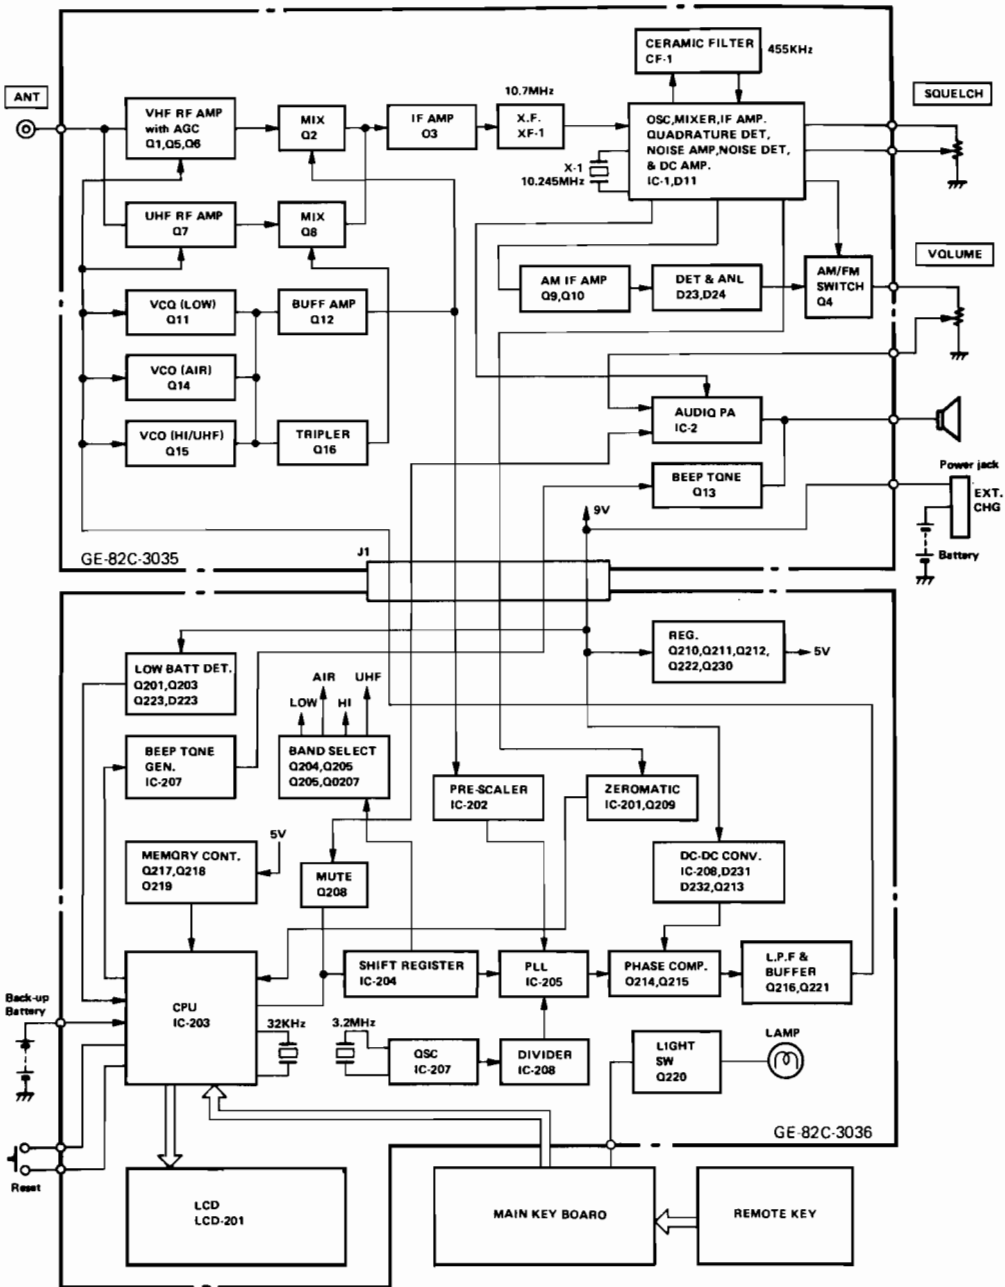 ANT
VHF RF AMP
with AGC
Q1,Q5,Q6
MIX
Q2
IF AMP
Q3
10.7MHz
X.F.
XF-1
CERAMIC FILTER
CF-1
455KHz
OSC,MIXER,IF AMP.
QUADRATURE DET,
NOISE AMP,NOISE DET,
& DC AMP.
IC-1,D11
X-1
10.245MHz
SQUELCH
UHF RF AMP
Q7
MIX
Q8
VCO (LOW)
Q11
BUFF AMP
Q12
AM IF AMP
Q9,Q10
DET & ANL
D23,D24
AM/FM
SWITCH
Q4
VOLUME
VCO (AIR)
Q14
VCO (HI/UHF)
Q15
TRIPLER
Q16
AUDIO PA
IC-2
BEEP TONE
Q13
9V
Power jack
EXT.
CHG
Battery
GE-82C-3035
J1
LOW BATT DET.
Q201,Q203
Q223,D223
REG.
Q210,Q211,Q212,
Q222,Q230
5V
AIR
UHF
LOW
HI
BEEP TONE
GEN.
IC-207
BAND SELECT
Q204,Q205
Q205,Q0207
PRE-SCALER
IC-202
ZEROMATIC
IC-201,Q209
5V
MEMORY CONT.
Q217,Q218
Q219
MUTE
Q208
DC-DC CONV.
IC-208,D231
D232,Q213
CPU
IC-203
SHIFT REGISTER
IC-204
PLL
IC-205
PHASE COMP.
Q214,Q215
L.P.F &
BUFFER
Q216,Q221
Back-up
Battery
32KHz
3.2MHz
OSC
IC-207
DIVIDER
IC-208
LIGHT
SW
Q220
LAMP
GE-82C-3036
Reset
LCD
LCD-201
MAIN KEY BOARD
REMOTE KEY